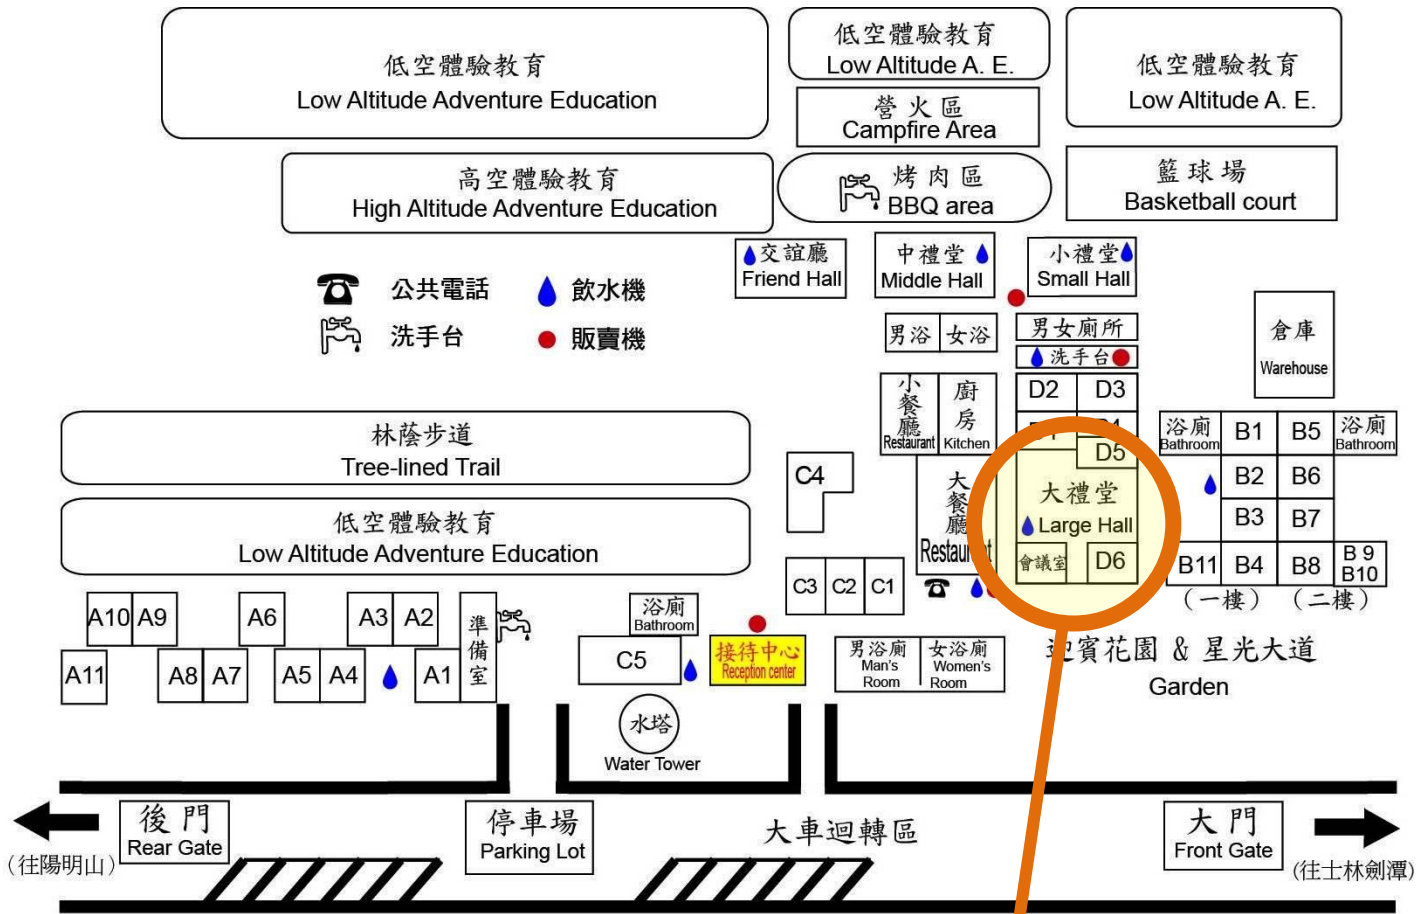 低空體驗教育
Low Altitude Adventure Education
低空體驗教育
Low Altitude A. E.
低空體驗教育
Low Altitude A. E.
營火區
Campfire Area
高空體驗教育
High Altitude Adventure Education
烤肉區
BBQ area
籃球場
Basketball court
交誼廳
Friend Hall
中禮堂
Middle Hall
小禮堂
Small Hall
公共電話
飲水機
洗手台
販賣機
男浴
女浴
男女廁所
洗手台
倉庫
Warehouse
小餐廳
Restaurant
廚房
Kitchen
D2
D3
D4
D5
林蔭步道
Tree-lined Trail
C4
大餐廳
Restaurant
大禮堂
Large Hall
會議室
D6
浴廁
Bathroom
B1
B5
浴廁
Bathroom
B2
B6
B3
B7
B11
B4
B8
B 9
B10
(一樓)
(二樓)
低空體驗教育
Low Altitude Adventure Education
C3
C2
C1
A10
A9
A6
A3
A2
準備室
A11
A8
A7
A5
A4
A1
浴廁
Bathroom
C5
接待中心
Reception center
男浴廁
Man's
Room
女浴廁
Women's
Room
迎賓花園 & 星光大道
Garden
水塔
Water Tower
後門
Rear Gate
(往陽明山)
停車場
Parking Lot
大車迴轉區
大門
Front Gate
(往士林劍潭)